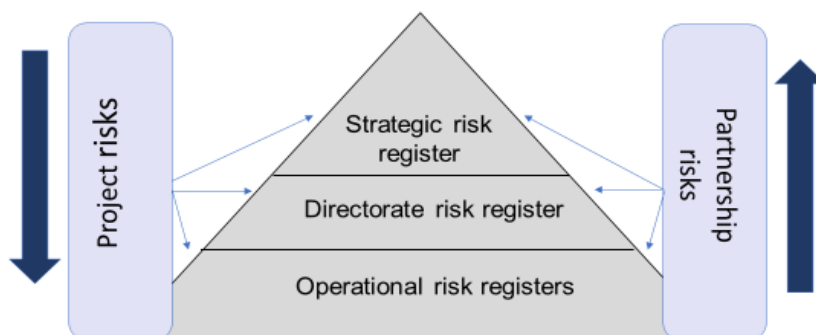 Project risks
Strategic risk
register
Directorate risk register
Operational risk registers
Partnership
risks